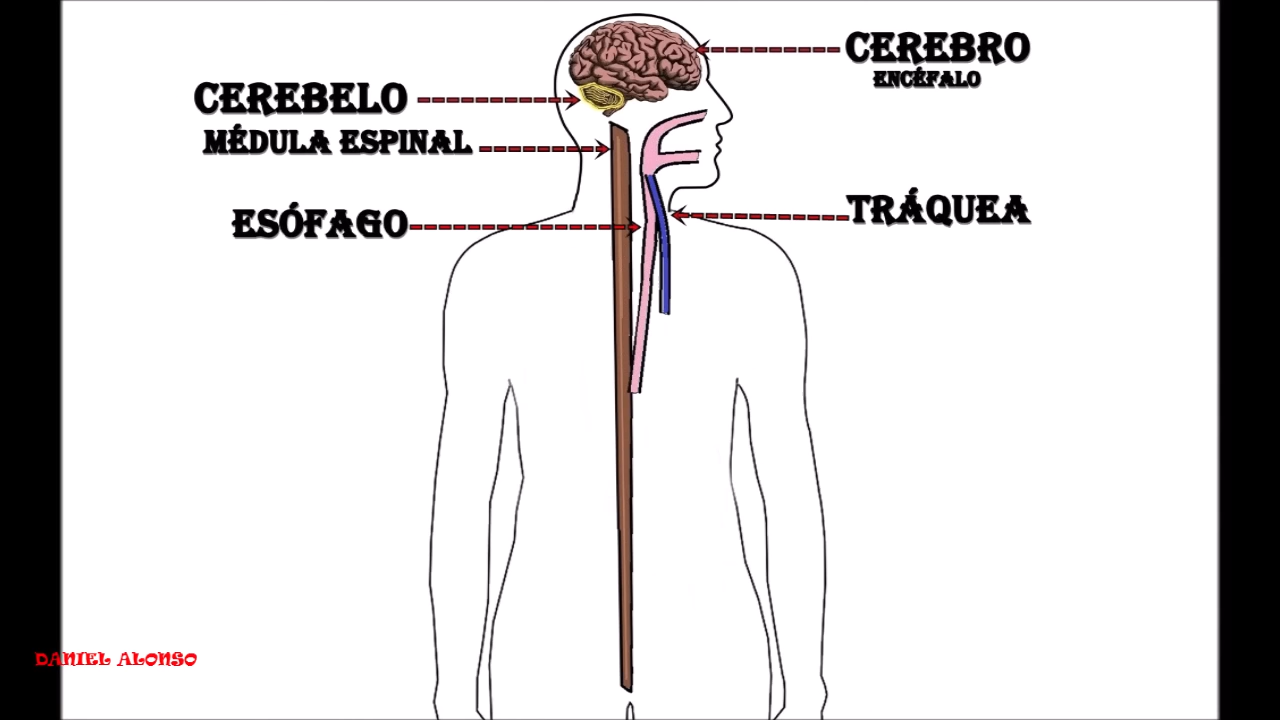 CEREBRO
ENCÉFALO
CEREBELO
MÉDULA ESPINAL
ESÓFAGO
TRÁQUEA
DANIEL ALONSO